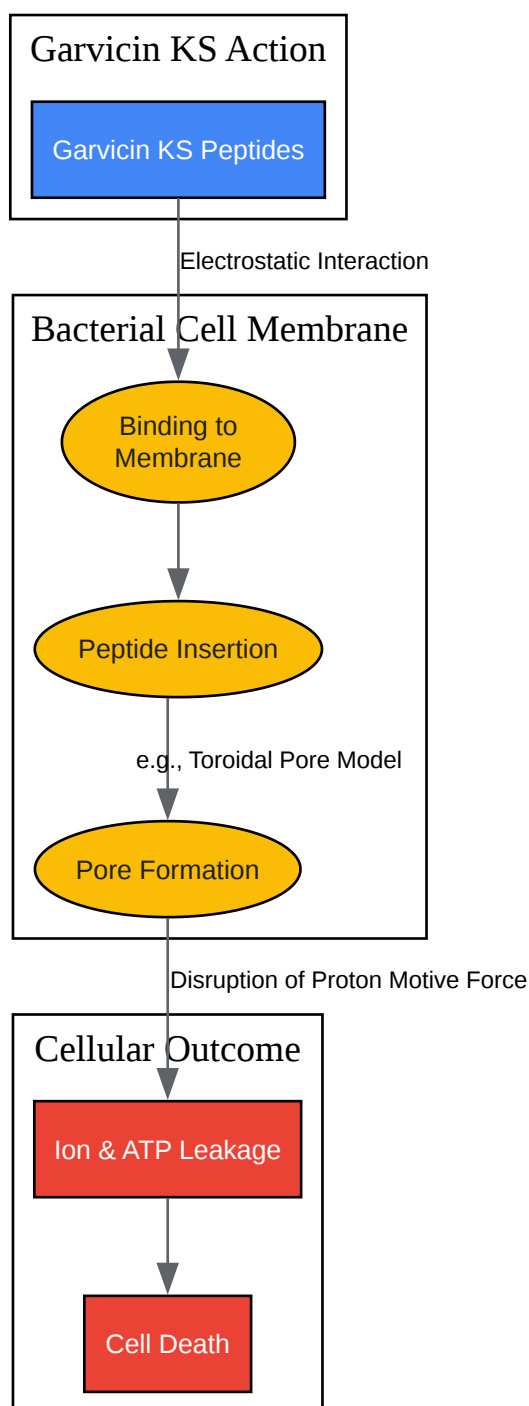 Garvicin KS Action
Garvicin KS Peptides
Electrostatic Interaction
Bacterial Cell Membrane
Binding to
Membrane
Peptide Insertion
e.g., Toroidal Pore Model
Pore Formation
Disruption of Proton Motive Force
Cellular Outcome
Ion & ATP Leakage
Cell Death